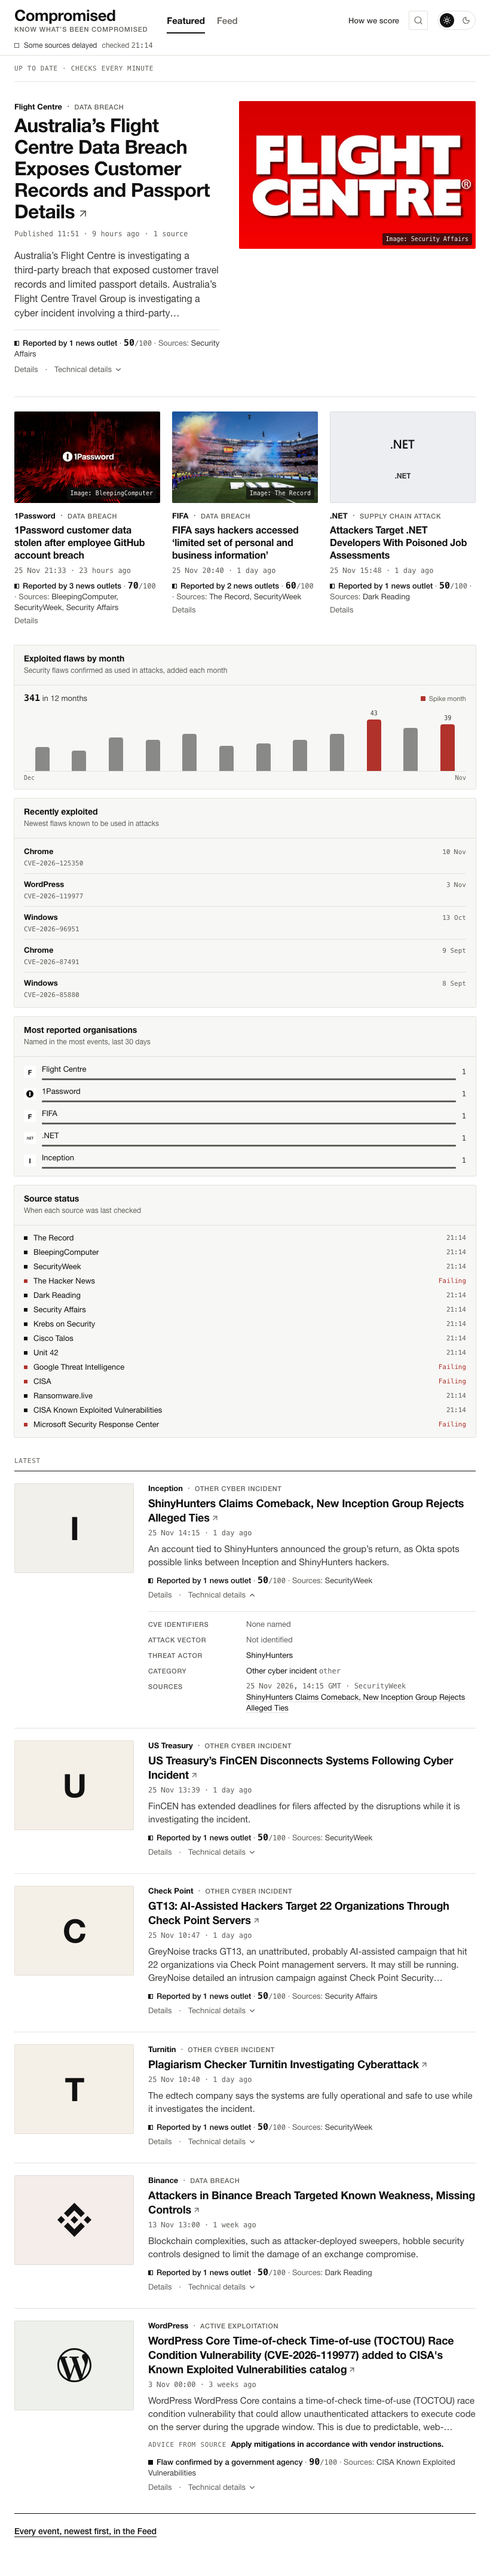 Compromised
KNOW WHAT'S BEEN COMPROMISED
Featured
Feed
How we score
Some sources delayed checked 21:14
UP TO DATE · CHECKS EVERY MINUTE
Flight Centre · DATA BREACH
Australia’s Flight
Centre Data Breach
Exposes Customer
Records and Passport
Details
Published 11:51 · 9 hours ago · 1 source
Australia’s Flight Centre is investigating a
third-party breach that exposed customer travel
records and limited passport details. Australia’s
Flight Centre Travel Group is investigating a
cyber incident involving a third-party…
Reported by 1 news outlet · 50/100 · Sources: Security
Affairs
Details · Technical details
FLIGHT
CENTRE®
Image: Security Affairs
1Password
Image: BleepingComputer
1Password · DATA BREACH
1Password customer data
stolen after employee GitHub
account breach
25 Nov 21:33 · 23 hours ago
Reported by 3 news outlets · 70/100
· Sources: BleepingComputer,
SecurityWeek, Security Affairs
Details
Image: The Record
FIFA · DATA BREACH
FIFA says hackers accessed
‘limited set of personal and
business information’
25 Nov 20:40 · 1 day ago
Reported by 2 news outlets · 60/100
· Sources: The Record, SecurityWeek
Details
.NET
.NET
.NET · SUPPLY CHAIN ATTACK
Attackers Target .NET
Developers With Poisoned Job
Assessments
25 Nov 15:48 · 1 day ago
Reported by 1 news outlet · 50/100 ·
Sources: Dark Reading
Details
Exploited flaws by month
Security flaws confirmed as used in attacks, added each month
341 in 12 months
Spike month
43
39
Dec
Nov
Recently exploited
Newest flaws known to be used in attacks
Chrome
10 Nov
CVE-2026-125350
WordPress
3 Nov
CVE-2026-119977
Windows
13 Oct
CVE-2026-96951
Chrome
9 Sept
CVE-2026-87491
Windows
8 Sept
CVE-2026-85880
Most reported organisations
Named in the most events, last 30 days
F Flight Centre 1
1Password 1
F FIFA 1
.NET .NET 1
I Inception 1
Source status
When each source was last checked
The Record 21:14
BleepingComputer 21:14
SecurityWeek 21:14
The Hacker News Failing
Dark Reading 21:14
Security Affairs 21:14
Krebs on Security 21:14
Cisco Talos 21:14
Unit 42 21:14
Google Threat Intelligence Failing
CISA Failing
Ransomware.live 21:14
CISA Known Exploited Vulnerabilities 21:14
Microsoft Security Response Center Failing
LATEST
I
Inception · OTHER CYBER INCIDENT
ShinyHunters Claims Comeback, New Inception Group Rejects
Alleged Ties
25 Nov 14:15 · 1 day ago
An account tied to ShinyHunters announced the group’s return, as Okta spots
possible links between Inception and ShinyHunters hackers.
Reported by 1 news outlet · 50/100 · Sources: SecurityWeek
Details · Technical details
CVE IDENTIFIERS None named
ATTACK VECTOR Not identified
THREAT ACTOR ShinyHunters
CATEGORY Other cyber incident other
SOURCES 25 Nov 2026, 14:15 GMT · SecurityWeek
ShinyHunters Claims Comeback, New Inception Group Rejects
Alleged Ties
U
US Treasury · OTHER CYBER INCIDENT
US Treasury’s FinCEN Disconnects Systems Following Cyber
Incident
25 Nov 13:39 · 1 day ago
FinCEN has extended deadlines for filers affected by the disruptions while it is
investigating the incident.
Reported by 1 news outlet · 50/100 · Sources: SecurityWeek
Details · Technical details
C
Check Point · OTHER CYBER INCIDENT
GT13: AI-Assisted Hackers Target 22 Organizations Through
Check Point Servers
25 Nov 10:47 · 1 day ago
GreyNoise tracks GT13, an unattributed, probably AI-assisted campaign that hit
22 organizations via Check Point management servers. It may still be running.
GreyNoise detailed an intrusion campaign against Check Point Security…
Reported by 1 news outlet · 50/100 · Sources: Security Affairs
Details · Technical details
T
Turnitin · OTHER CYBER INCIDENT
Plagiarism Checker Turnitin Investigating Cyberattack
25 Nov 10:40 · 1 day ago
The edtech company says the systems are fully operational and safe to use while
it investigates the incident.
Reported by 1 news outlet · 50/100 · Sources: SecurityWeek
Details · Technical details
Binance · DATA BREACH
Attackers in Binance Breach Targeted Known Weakness, Missing
Controls
13 Nov 13:00 · 1 week ago
Blockchain complexities, such as attacker-deployed sweepers, hobble security
controls designed to limit the damage of an exchange compromise.
Reported by 1 news outlet · 50/100 · Sources: Dark Reading
Details · Technical details
WordPress · ACTIVE EXPLOITATION
WordPress Core Time-of-check Time-of-use (TOCTOU) Race
Condition Vulnerability (CVE-2026-119977) added to CISA's
Known Exploited Vulnerabilities catalog
3 Nov 00:00 · 3 weeks ago
WordPress WordPress Core contains a time-of-check time-of-use (TOCTOU) race
condition vulnerability that could allow unauthenticated attackers to execute code
on the server during the upgrade window. This is due to predictable, web-…
ADVICE FROM SOURCE Apply mitigations in accordance with vendor instructions.
Flaw confirmed by a government agency · 90/100 · Sources: CISA Known Exploited
Vulnerabilities
Details · Technical details
Every event, newest first, in the Feed